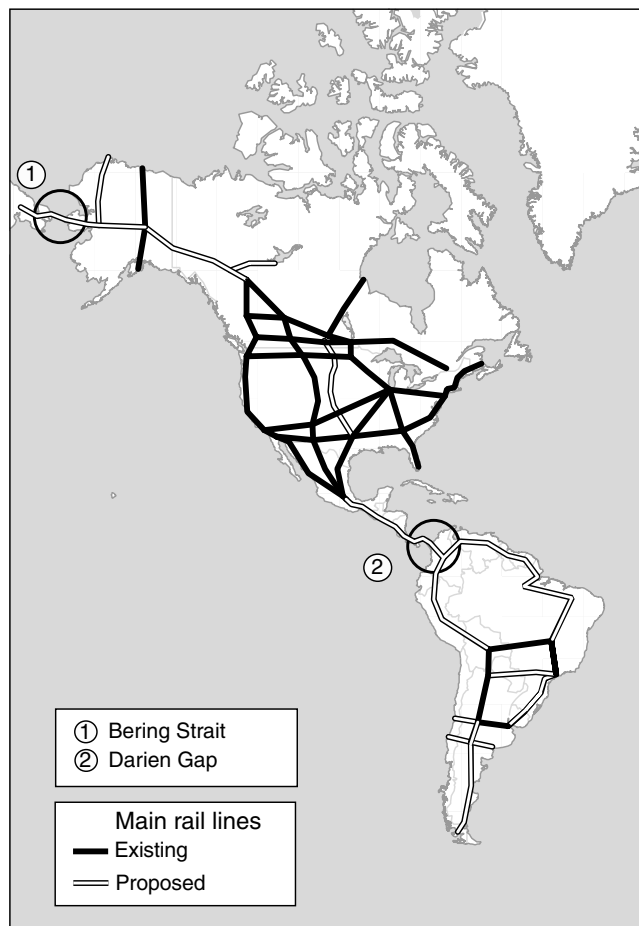 1
2
1 Bering Strait
2 Darien Gap
Main rail lines
Existing
Proposed